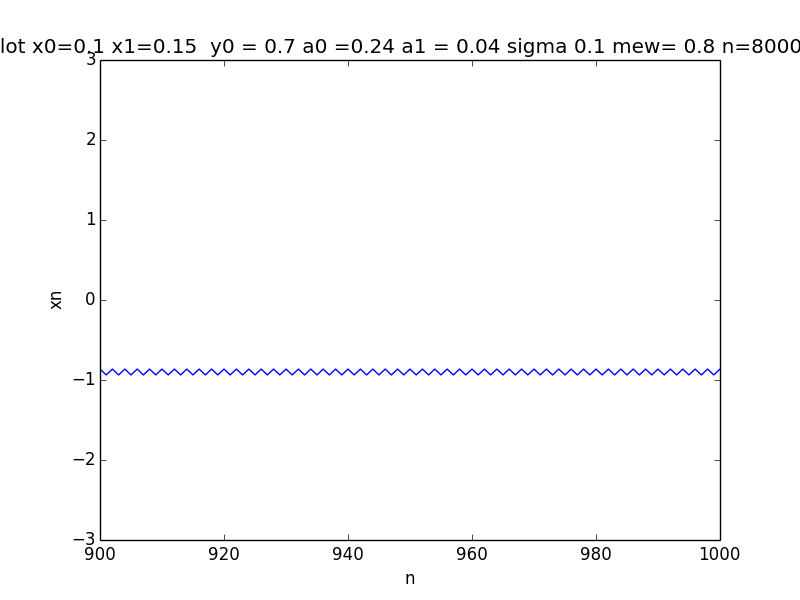 lot x0=0.1 x1=0.15  y0 = 0.7 a0 =0.24 a1 = 0.04 sigma 0.1 mew= 0.8 n=8000
3
2
1
0
−1
−2
−3
xn
900 920 940 960 980 1000
n